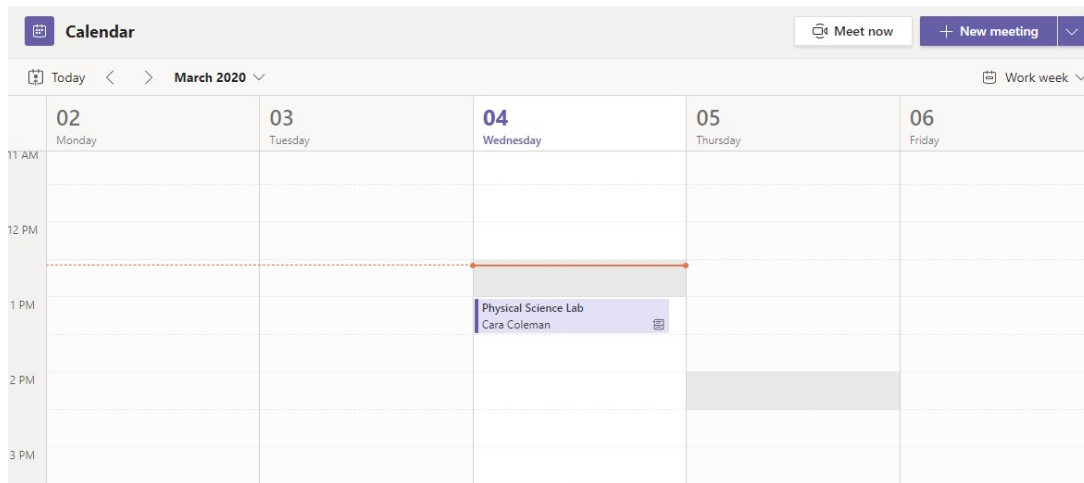 Calendar
Meet now
+ New meeting
Today
March 2020
Work week
02
Monday
03
Tuesday
04
Wednesday
05
Thursday
06
Friday
11 AM
12 PM
1 PM
Physical Science Lab
Cara Coleman
2 PM
3 PM